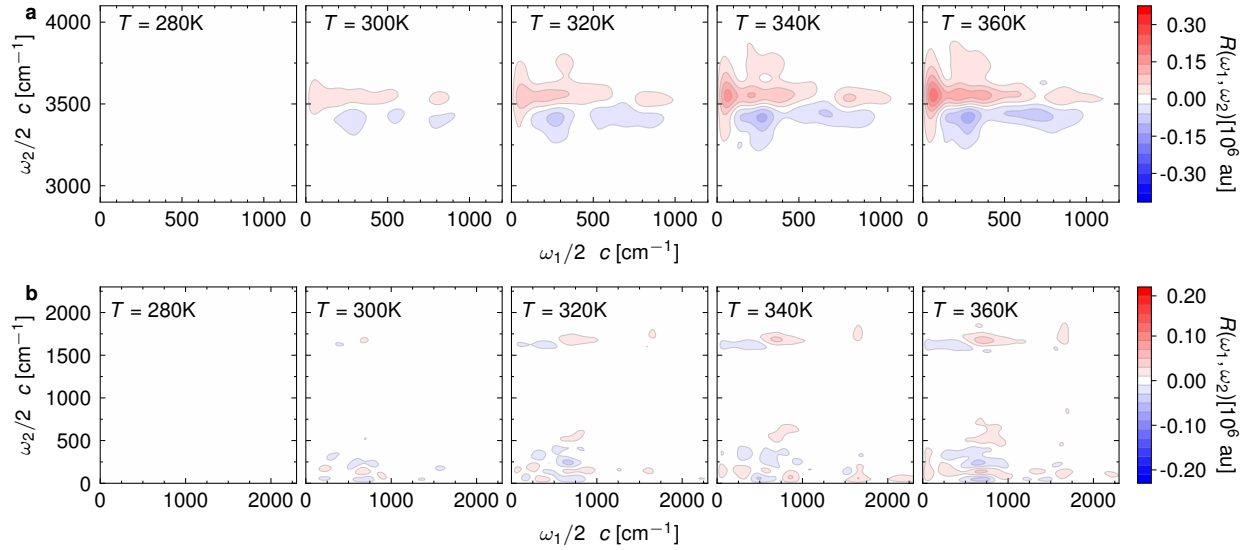 a
T = 280K
T = 300K
T = 320K
T = 340K
T = 360K
4000
3500
3000
ω₂/2 c [cm⁻¹]
0 500 1000 0 500 1000 0 500 1000 0 500 1000 0 500 1000
ω₁/2 c [cm⁻¹]
0.30
0.15
0.00
-0.15
-0.30
R(ω₁, ω₂)[10⁶ au]
b
T = 280K
T = 300K
T = 320K
T = 340K
T = 360K
2000
1500
1000
500
0
ω₂/2 c [cm⁻¹]
0 1000 2000 0 1000 2000 0 1000 2000 0 1000 2000 0 1000 2000
ω₁/2 c [cm⁻¹]
0.20
0.10
0.00
-0.10
-0.20
R(ω₁, ω₂)[10⁶ au]